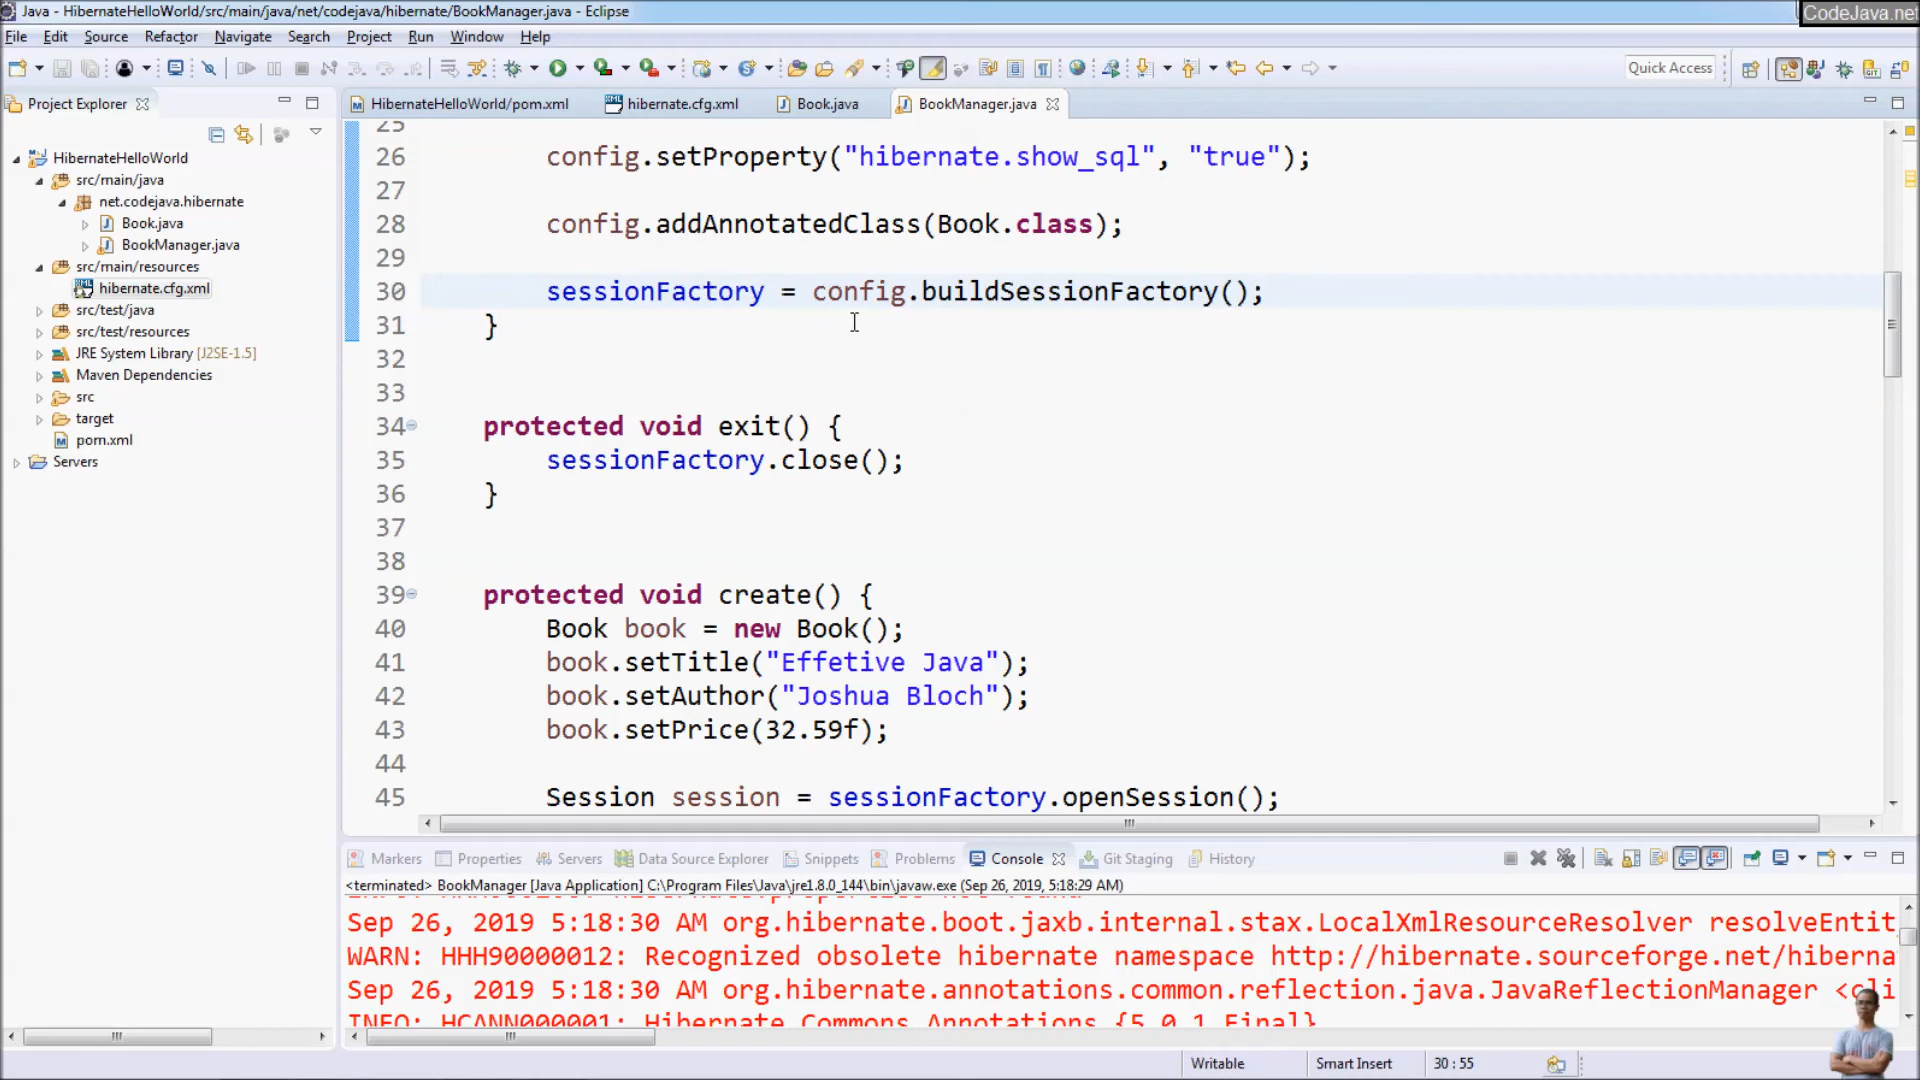 Java - HibernateHelloWorld/src/main/java/net/codejava/hibernate/BookManager.java - Eclipse
CodeJava.net
File Edit Source Refactor Navigate Search Project Run Window Help
Quick Access
Project Explorer
HibernateHelloWorld/pom.xml hibernate.cfg.xml Book.java BookManager.java
HibernateHelloWorld
src/main/java
net.codejava.hibernate
Book.java
BookManager.java
src/main/resources
hibernate.cfg.xml
src/test/java
src/test/resources
JRE System Library [J2SE-1.5]
Maven Dependencies
src
target
pom.xml
Servers
25
26 config.setProperty("hibernate.show_sql", "true");
27
28 config.addAnnotatedClass(Book.class);
29
30 sessionFactory = config.buildSessionFactory();
31 }
32
33
34 protected void exit() {
35 sessionFactory.close();
36 }
37
38
39 protected void create() {
40 Book book = new Book();
41 book.setTitle("Effetive Java");
42 book.setAuthor("Joshua Bloch");
43 book.setPrice(32.59f);
44
45 Session session = sessionFactory.openSession();
Markers Properties Servers Data Source Explorer Snippets Problems Console Git Staging History
<terminated> BookManager [Java Application] C:\Program Files\Java\jre1.8.0_144\bin\javaw.exe (Sep 26, 2019, 5:18:29 AM)
Sep 26, 2019 5:18:30 AM org.hibernate.boot.jaxb.internal.stax.LocalXmlResourceResolver resolveEntit
WARN: HHH90000012: Recognized obsolete hibernate namespace http://hibernate.sourceforge.net/hiberna
Sep 26, 2019 5:18:30 AM org.hibernate.annotations.common.reflection.java.JavaReflectionManager <cli
INFO: HCANN000001: Hibernate Commons Annotations {5.0.1.Final}
Writable Smart Insert 30 : 55